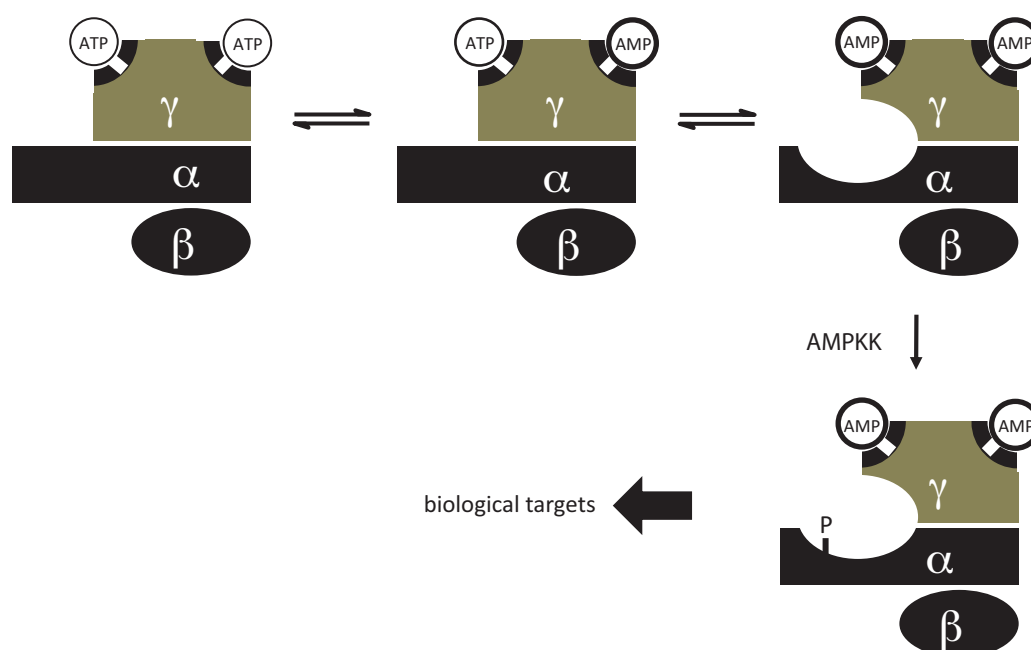 ATP ATP ATP AMP AMP AMP
γ γ γ
α α α
β β β
AMPKK
AMP AMP
biological targets
γ
P
α
β